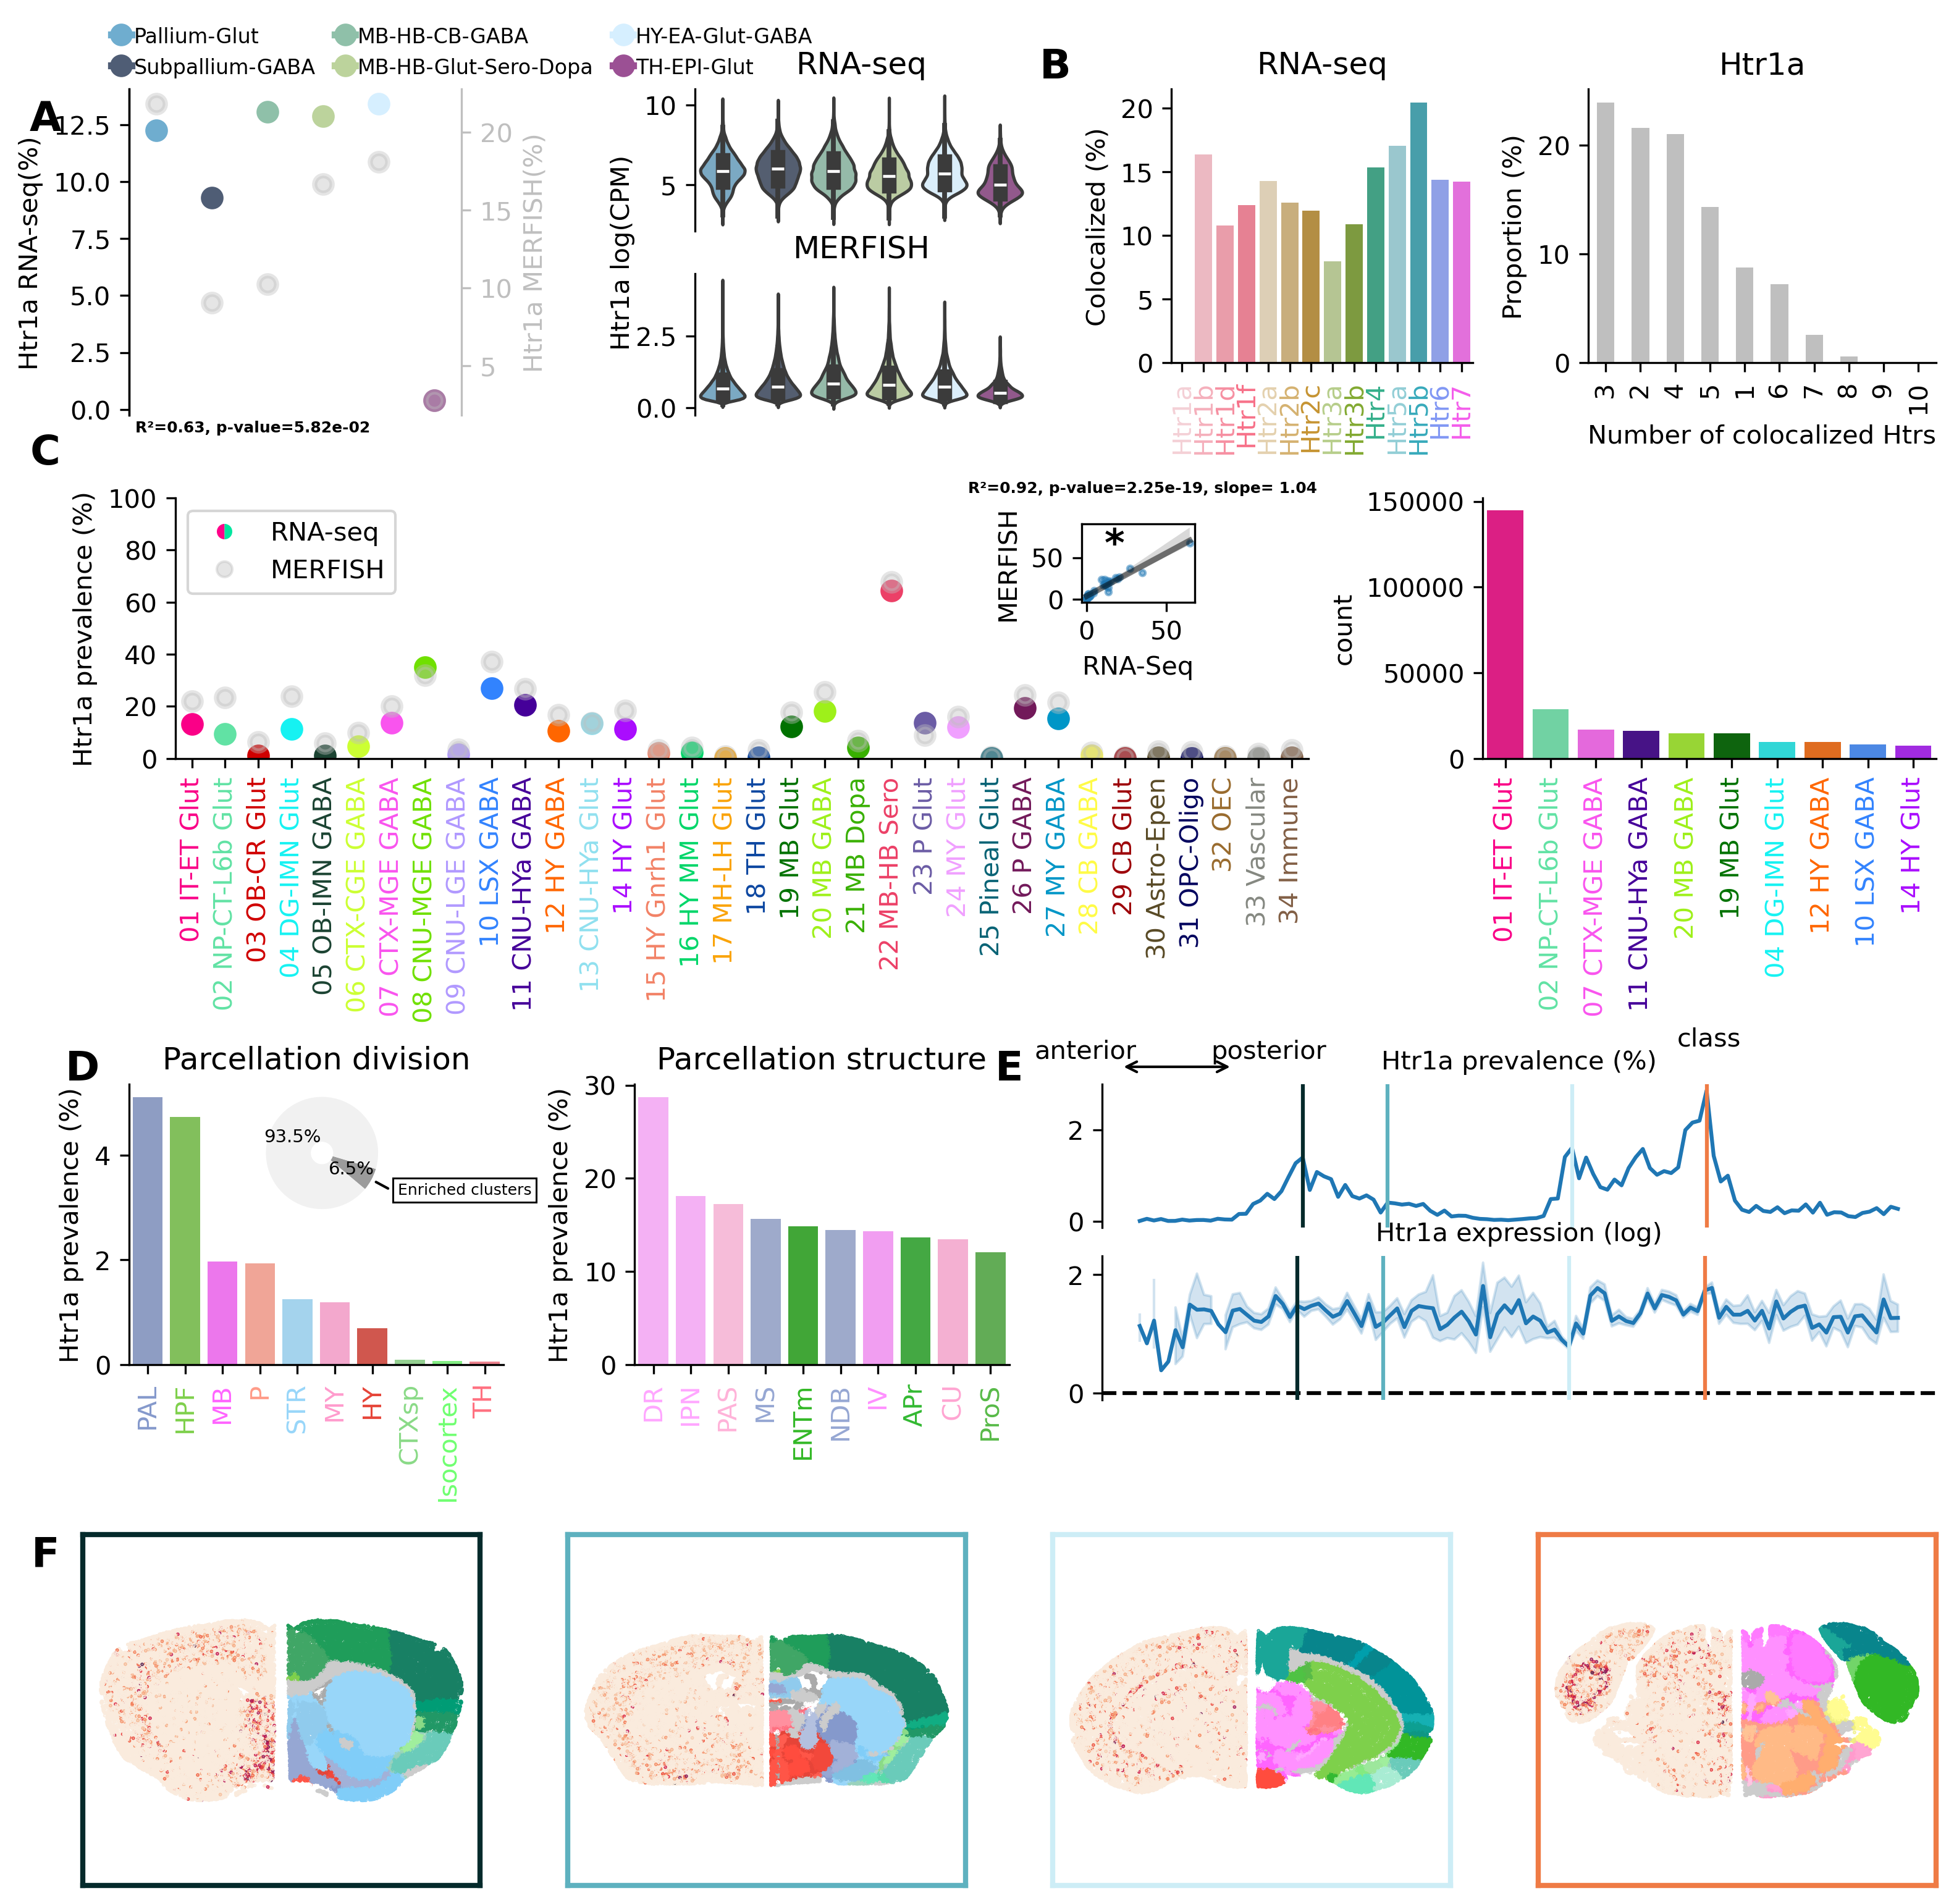 Pallium-Glut
Subpallium-GABA
MB-HB-CB-GABA
MB-HB-Glut-Sero-Dopa
HY-EA-Glut-GABA
TH-EPI-Glut
A
Htr1a RNA-seq(%)
12.5
10.0
7.5
5.0
2.5
0.0
20
15
10
5
Htr1a MERFISH(%)
R²=0.63, p-value=5.82e-02
RNA-seq
10
5
Htr1a log(CPM)
MERFISH
2.5
0.0
B
RNA-seq
Colocalized (%)
20
15
10
5
0
Htr1a
Htr1b
Htr1d
Htr1f
Htr2a
Htr2b
Htr2c
Htr3a
Htr3b
Htr4
Htr5a
Htr5b
Htr6
Htr7
Htr1a
Proportion (%)
20
10
0
3
2
4
5
1
6
7
8
9
10
Number of colocalized Htrs
C
Htr1a prevalence (%)
100
80
60
40
20
0
RNA-seq
MERFISH
R²=0.92, p-value=2.25e-19, slope= 1.04
MERFISH
50
0
*
0
50
RNA-Seq
01 IT-ET Glut
02 NP-CT-L6b Glut
03 OB-CR Glut
04 DG-IMN Glut
05 OB-IMN GABA
06 CTX-CGE GABA
07 CTX-MGE GABA
08 CNU-MGE GABA
09 CNU-LGE GABA
10 LSX GABA
11 CNU-HYa GABA
12 HY GABA
13 CNU-HYa Glut
14 HY Glut
15 HY Gnrh1 Glut
16 HY MM Glut
17 MH-LH Glut
18 TH Glut
19 MB Glut
20 MB GABA
21 MB Dopa
22 MB-HB Sero
23 P Glut
24 MY Glut
25 Pineal Glut
26 P GABA
27 MY GABA
28 CB GABA
29 CB Glut
30 Astro-Epen
31 OPC-Oligo
32 OEC
33 Vascular
34 Immune
count
150000
100000
50000
0
01 IT-ET Glut
02 NP-CT-L6b Glut
07 CTX-MGE GABA
11 CNU-HYa GABA
20 MB GABA
19 MB Glut
04 DG-IMN Glut
12 HY GABA
10 LSX GABA
14 HY Glut
class
D
Parcellation division
Htr1a prevalence (%)
4
2
0
93.5%
6.5%
Enriched clusters
PAL
HPF
MB
P
STR
MY
HY
CTXsp
Isocortex
TH
Parcellation structure
Htr1a prevalence (%)
30
20
10
0
DR
IPN
PAS
MS
ENTm
NDB
IV
APr
CU
ProS
E
anterior
posterior
Htr1a prevalence (%)
2
0
Htr1a expression (log)
2
0
F